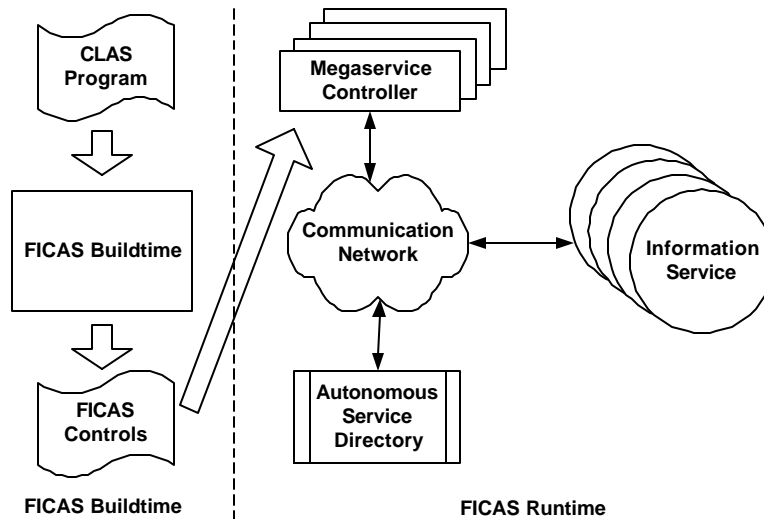 CLAS
Program
FICAS Buildtime
FICAS
Controls
FICAS Buildtime
Megaservice
Controller
Communication
Network
Information
Service
Autonomous
Service
Directory
FICAS Runtime